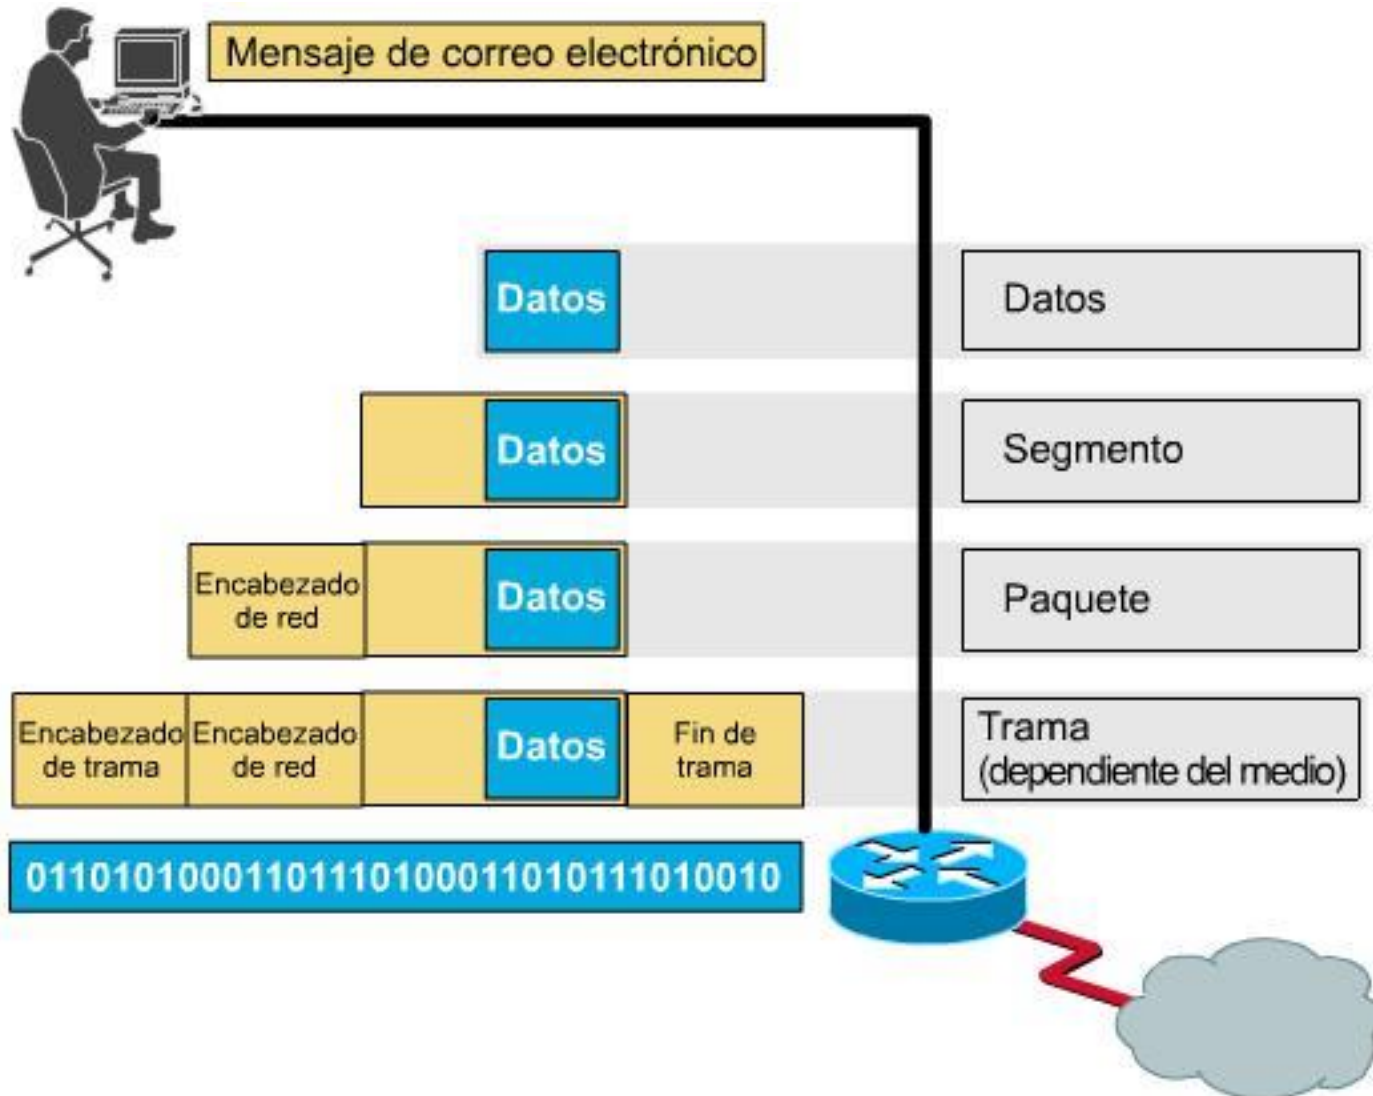 Mensaje de correo electrónico
Datos
Datos
Datos
Segmento
Encabezado
de red
Datos
Paquete
Encabezado
de trama
Encabezado
de red
Datos
Fin de
trama
Trama
(dependiente del medio)
0110101000110111010001101011101010010